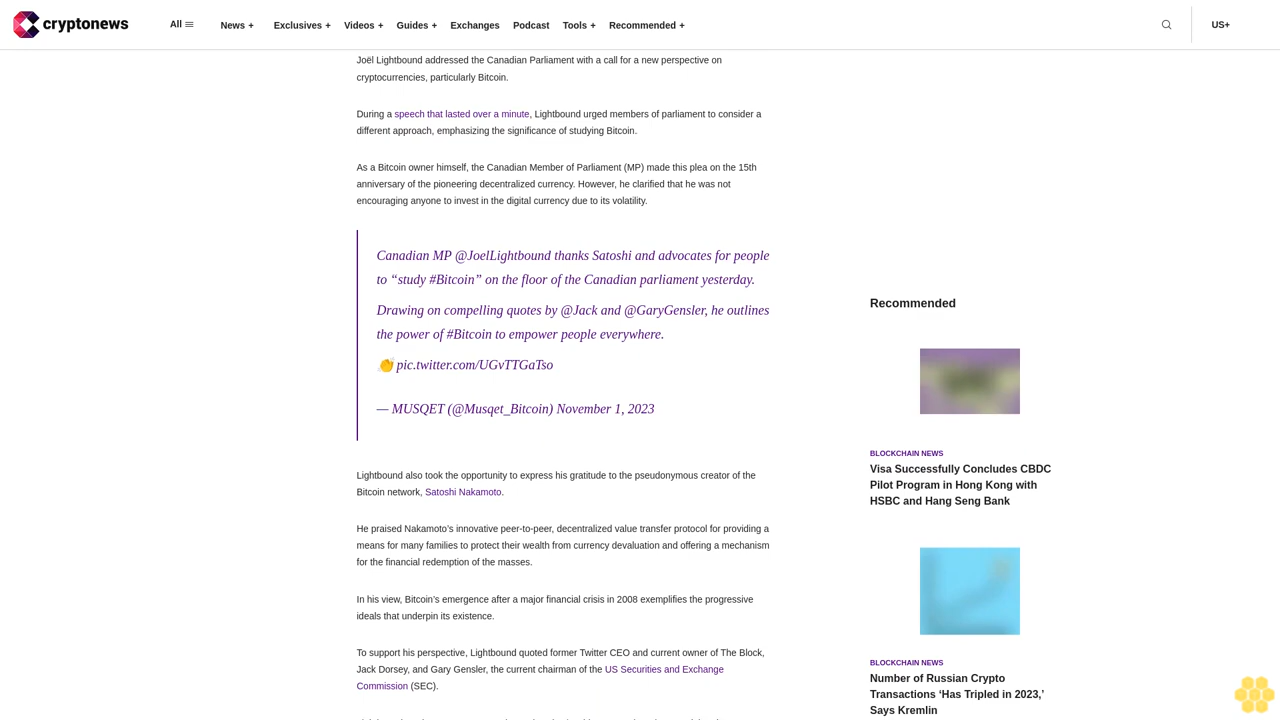 cryptonews
All
News +
Exclusives +
Videos +
Guides +
Exchanges
Podcast
Tools +
Recommended +
US+
Joël Lightbound addressed the Canadian Parliament with a call for a new perspective on
cryptocurrencies, particularly Bitcoin.
During a speech that lasted over a minute, Lightbound urged members of parliament to consider a
different approach, emphasizing the significance of studying Bitcoin.
As a Bitcoin owner himself, the Canadian Member of Parliament (MP) made this plea on the 15th
anniversary of the pioneering decentralized currency. However, he clarified that he was not
encouraging anyone to invest in the digital currency due to its volatility.
Canadian MP @JoelLightbound thanks Satoshi and advocates for people
to “study #Bitcoin” on the floor of the Canadian parliament yesterday.
Drawing on compelling quotes by @Jack and @GaryGensler, he outlines
the power of #Bitcoin to empower people everywhere.
👏 pic.twitter.com/UGvTTGaTso
— MUSQET (@Musqet_Bitcoin) November 1, 2023
Lightbound also took the opportunity to express his gratitude to the pseudonymous creator of the
Bitcoin network, Satoshi Nakamoto.
He praised Nakamoto’s innovative peer-to-peer, decentralized value transfer protocol for providing a
means for many families to protect their wealth from currency devaluation and offering a mechanism
for the financial redemption of the masses.
In his view, Bitcoin’s emergence after a major financial crisis in 2008 exemplifies the progressive
ideals that underpin its existence.
To support his perspective, Lightbound quoted former Twitter CEO and current owner of The Block,
Jack Dorsey, and Gary Gensler, the current chairman of the US Securities and Exchange
Commission (SEC).
Recommended
BLOCKCHAIN NEWS
Visa Successfully Concludes CBDC
Pilot Program in Hong Kong with
HSBC and Hang Seng Bank
BLOCKCHAIN NEWS
Number of Russian Crypto
Transactions ‘Has Tripled in 2023,’
Says Kremlin